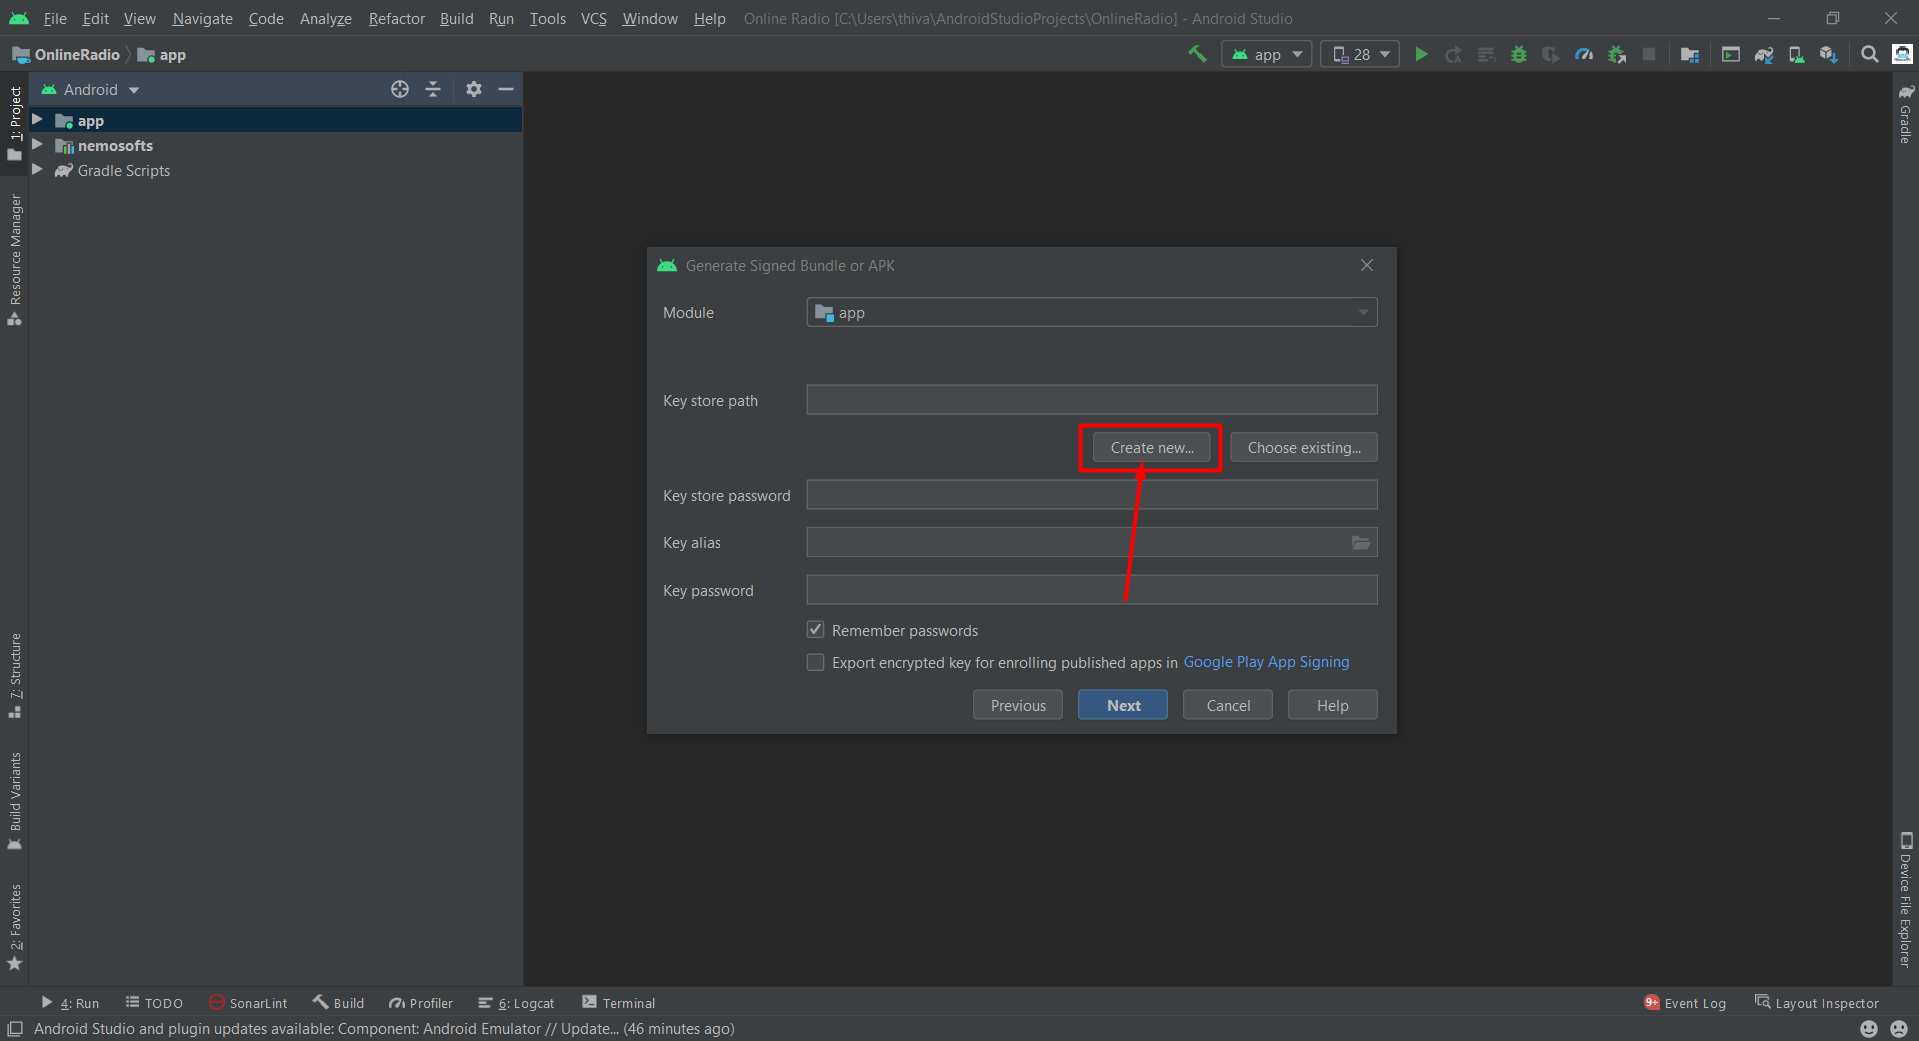 File Edit View Navigate Code Analyze Refactor Build Run Tools VCS Window Help Online Radio [C:\Users\thiva\AndroidStudioProjects\OnlineRadio] - Android Studio
OnlineRadio app
app
28
1: Project
Resource Manager
7: Structure
Build Variants
2: Favorites
Android
app
nemosofts
Gradle Scripts
Generate Signed Bundle or APK
Module
app
Key store path
Create new...
Choose existing...
Key store password
Key alias
Key password
Remember passwords
Export encrypted key for enrolling published apps in Google Play App Signing
Previous
Next
Cancel
Help
Gradle
Device File Explorer
4: Run
TODO
SonarLint
Build
Profiler
6: Logcat
Terminal
9+
Event Log
Layout Inspector
Android Studio and plugin updates available: Component: Android Emulator // Update... (46 minutes ago)